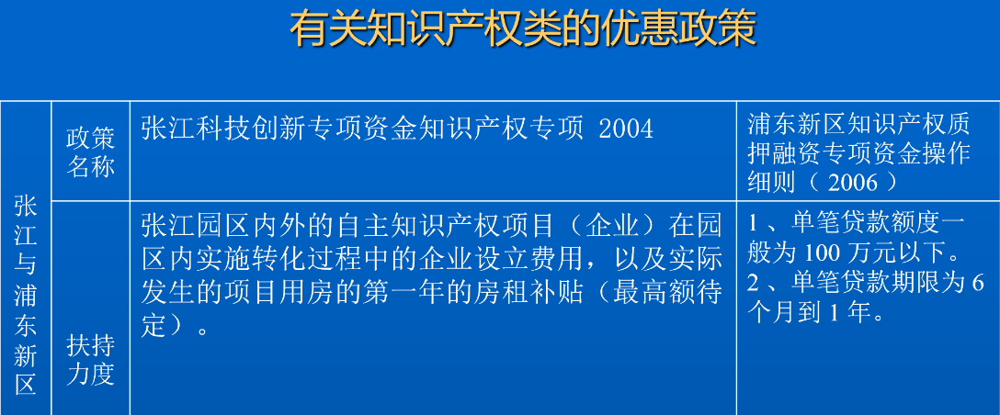 有关知识产权类的优惠政策
张江与浦东新区
政策
名称
张江科技创新专项资金知识产权专项 2004
浦东新区知识产权质
押融资专项资金操作
细则（ 2006 ）
扶持
力度
张江园区内外的自主知识产权项目（企业）在园
区内实施转化过程中的企业设立费用，以及实际
发生的项目用房的第一年的房租补贴（最高额待
定）。
1 、单笔贷款额度一
般为 100 万元以下。
2 、单笔贷款期限为 6
个月到 1 年。